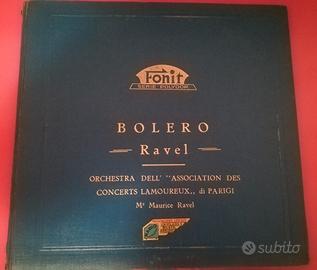 Fonit
SERIE POLYDOR
BOLERO
Ravel
ORCHESTRA DELL' "ASSOCIATION DES
CONCERTS LAMOUREUX,, di PARIGI
Mº Maurice Ravel
subito